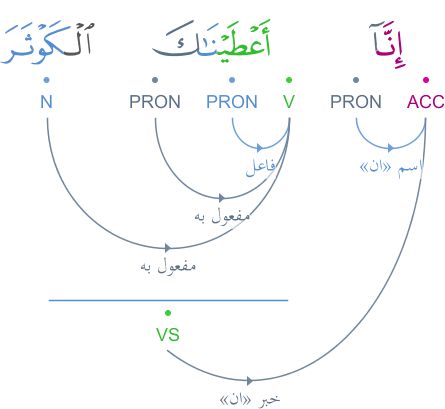 إِنَّآ أَعْطَيْنَـٰكَ ٱلْكَوْثَرَ
ACC PRON V PRON PRON N
فاعل
اسم «ان»
مفعول به
مفعول به
VS
خبر «ان»